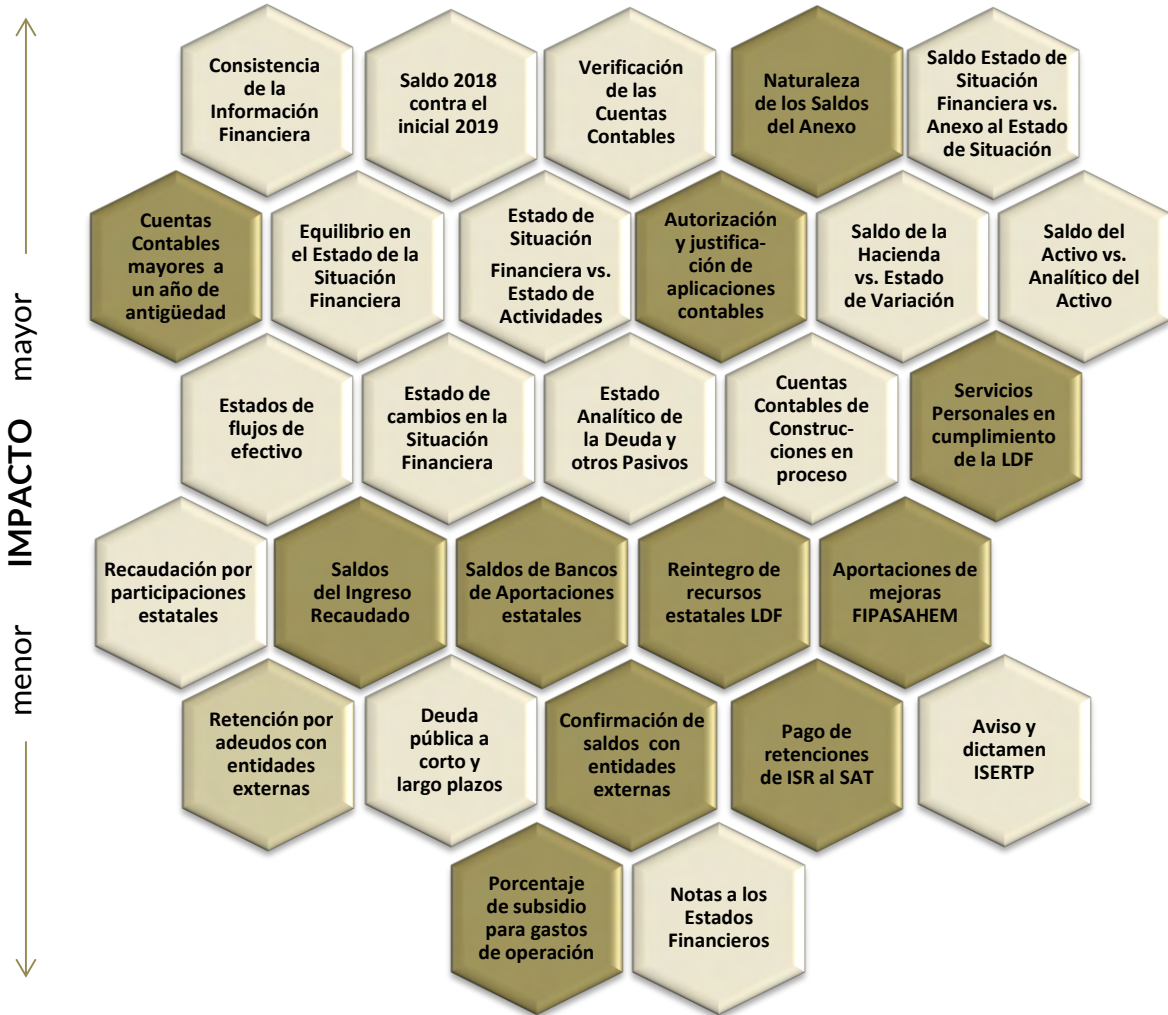 Consistencia
de la
Información
Financiera
Saldo 2018
contra el
inicial 2019
Verificación
de las
Cuentas
Contables
Naturaleza
de los Saldos
del Anexo
Saldo Estado de
Situación
Financiera vs.
Anexo al Estado
de Situación
Cuentas
Contables
mayores a
un año de
antigüedad
Equilibrio en
el Estado de la
Situación
Financiera
Estado de
Situación
Financiera vs.
Estado de
Actividades
Autorización
y justifica-
ción de
aplicaciones
contables
Saldo de la
Hacienda
vs. Estado
de Variación
Saldo del
Activo vs.
Analítico del
Activo
Estados de
flujos de
efectivo
Estado de
cambios en la
Situación
Financiera
Estado
Analítico de
la Deuda y
otros Pasivos
Cuentas
Contables de
Construc-
ciones en
proceso
Servicios
Personales en
cumplimiento
de la LDF
Recaudación por
participaciones
estatales
Saldos
del Ingreso
Recaudado
Saldos de Bancos
de Aportaciones
estatales
Reintegro de
recursos
estatales LDF
Aportaciones de
mejoras
FIPASAHEM
Retención por
adeudos con
entidades
externas
Deuda
pública a
corto y
largo plazos
Confirmación de
saldos con
entidades
externas
Pago de
retenciones
de ISR al SAT
Aviso y
dictamen
ISERTP
Porcentaje
de subsidio
para gastos
de operación
Notas a los
Estados
Financieros
menor IMPACTO mayor